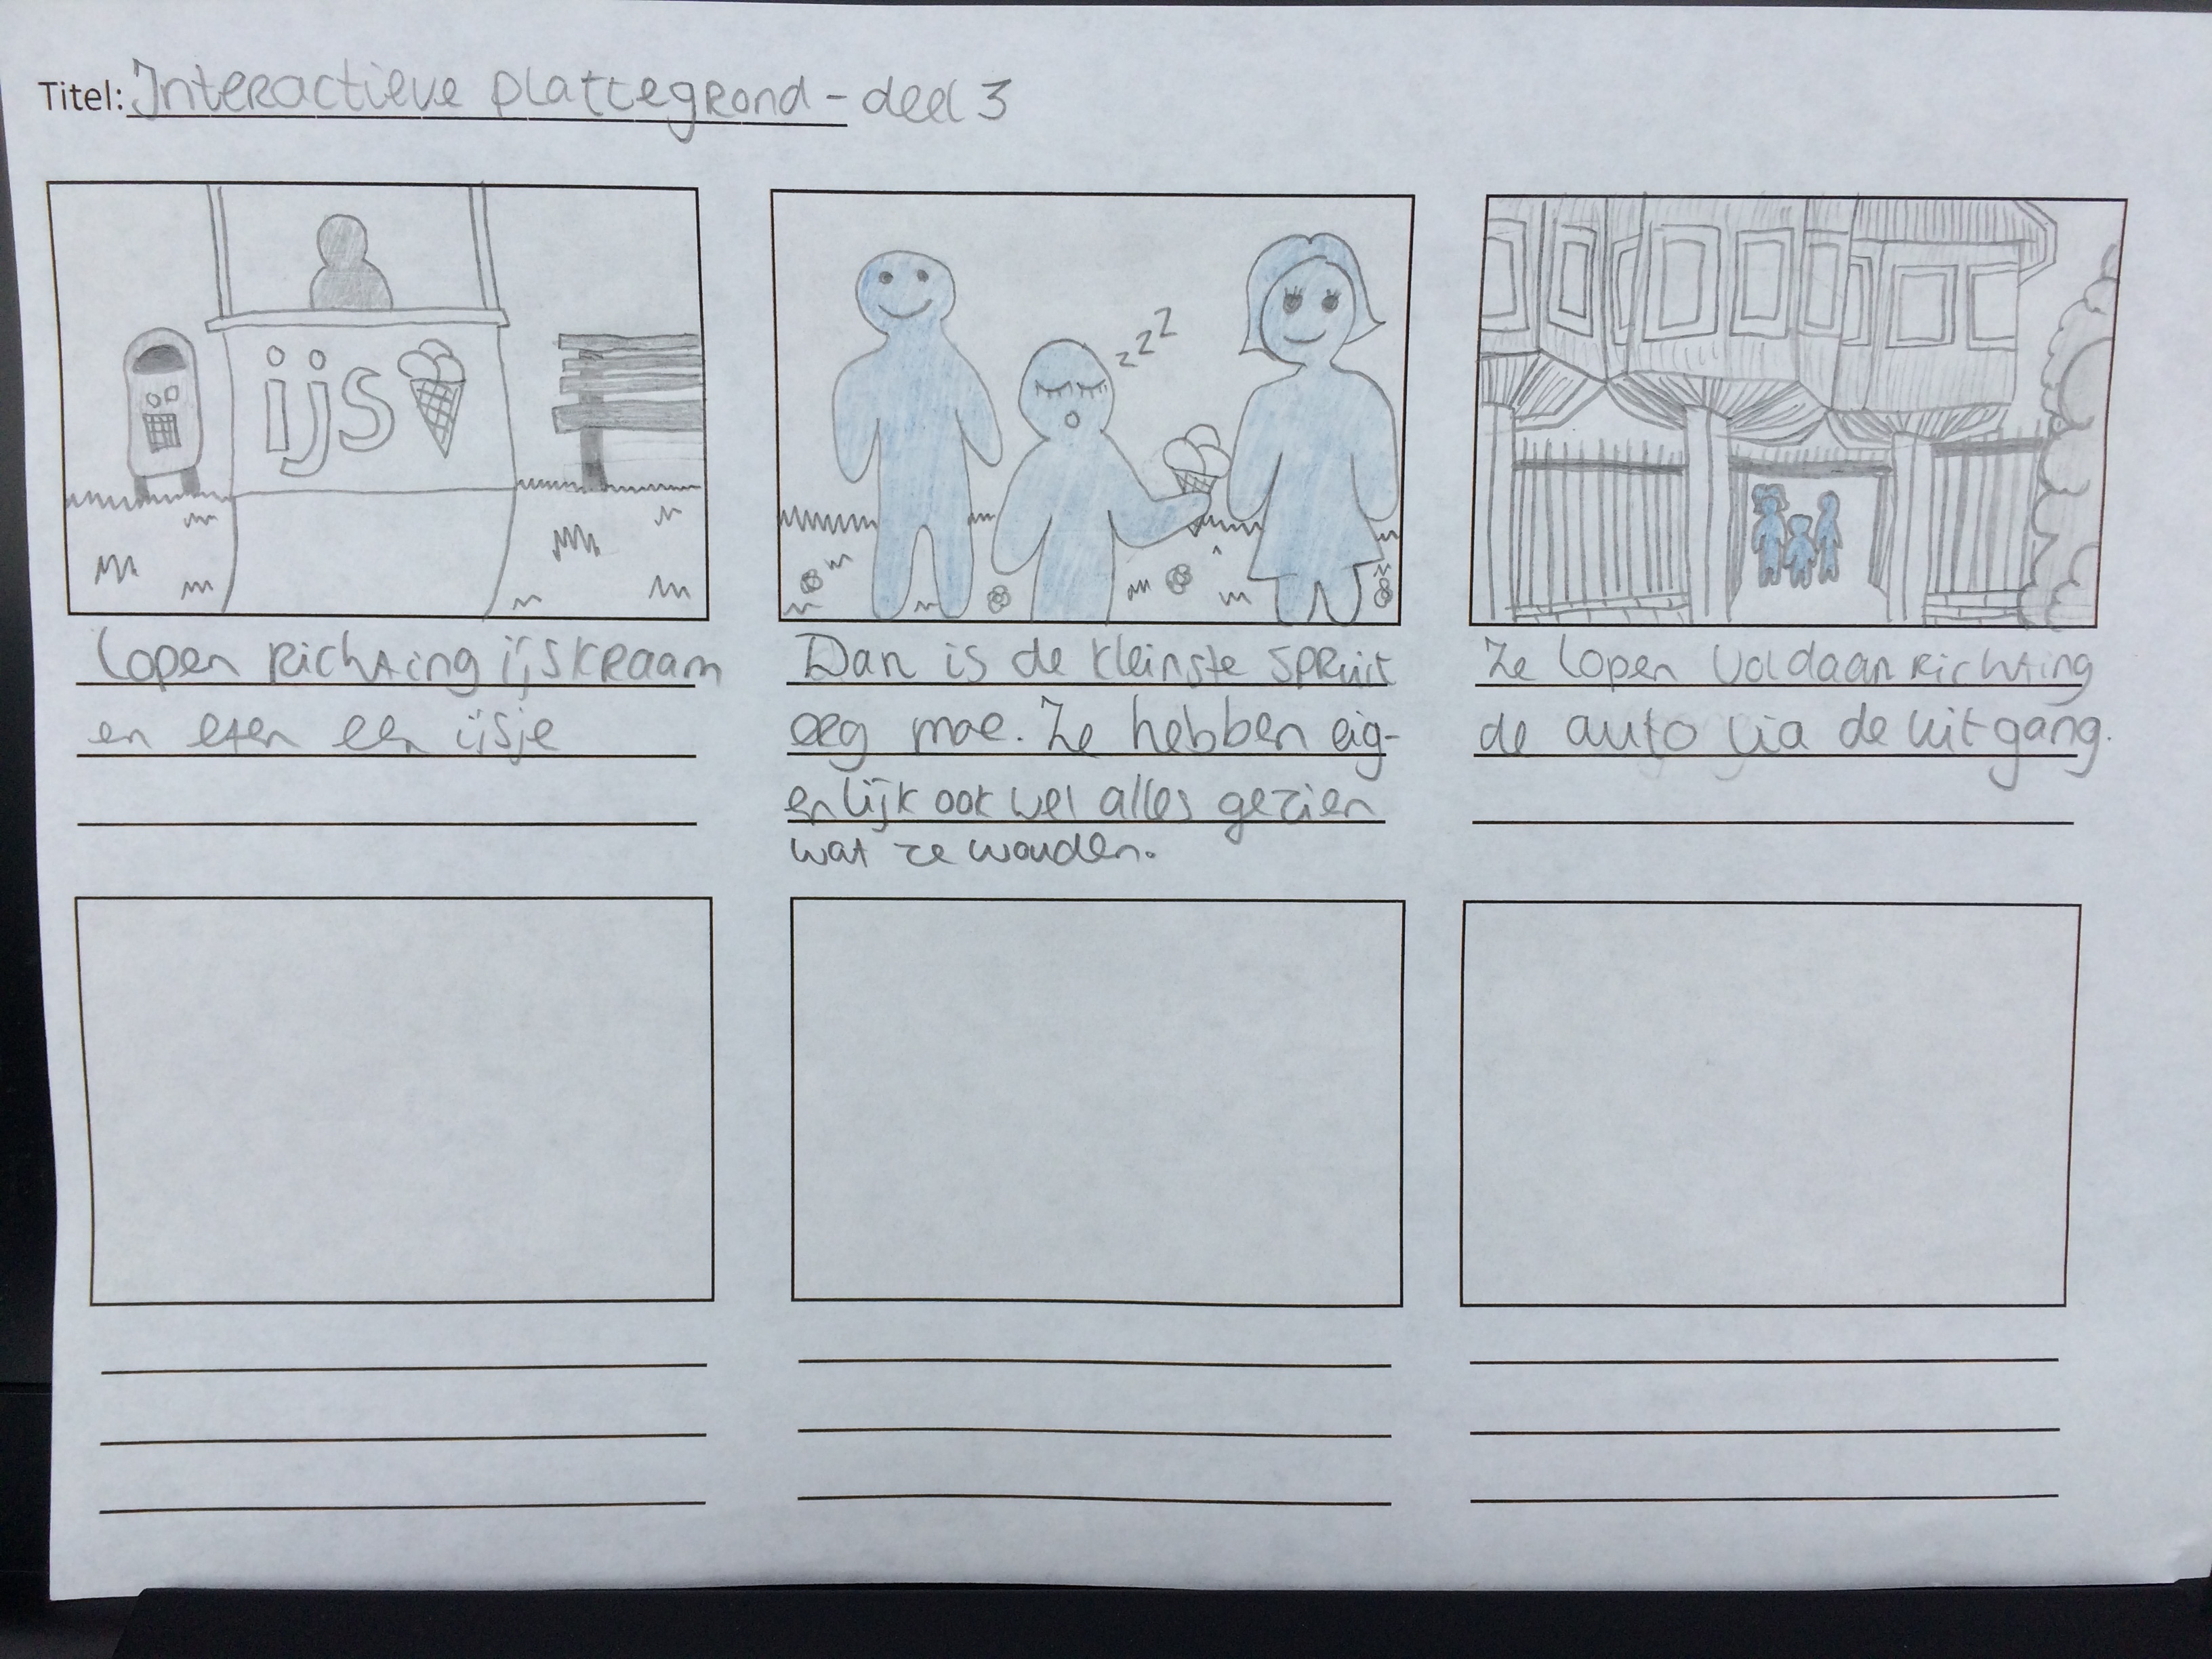 Titel: Interactieve plattegrond - deel 3
ijs
zzz
lopen richting ijskraam
en eten een ijsje
Dan is de kleinste spruit
erg moe. Ze hebben eig-
enlijk ook wel alles gezien
wat ze wouden.
Ze lopen voldaan richting
de auto via de uitgang.